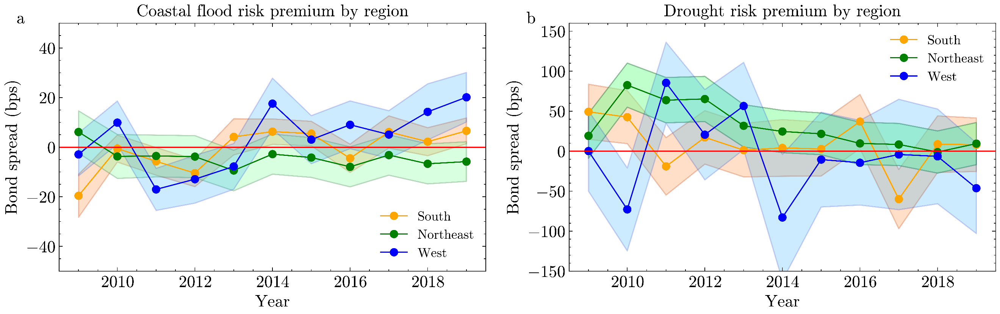 a
Coastal flood risk premium by region
Bond spread (bps)
40
20
0
−20
−40
2010
2012
2014
2016
2018
Year
South
Northeast
West
b
Drought risk premium by region
Bond spread (bps)
150
100
50
0
−50
−100
−150
2010
2012
2014
2016
2018
Year
South
Northeast
West